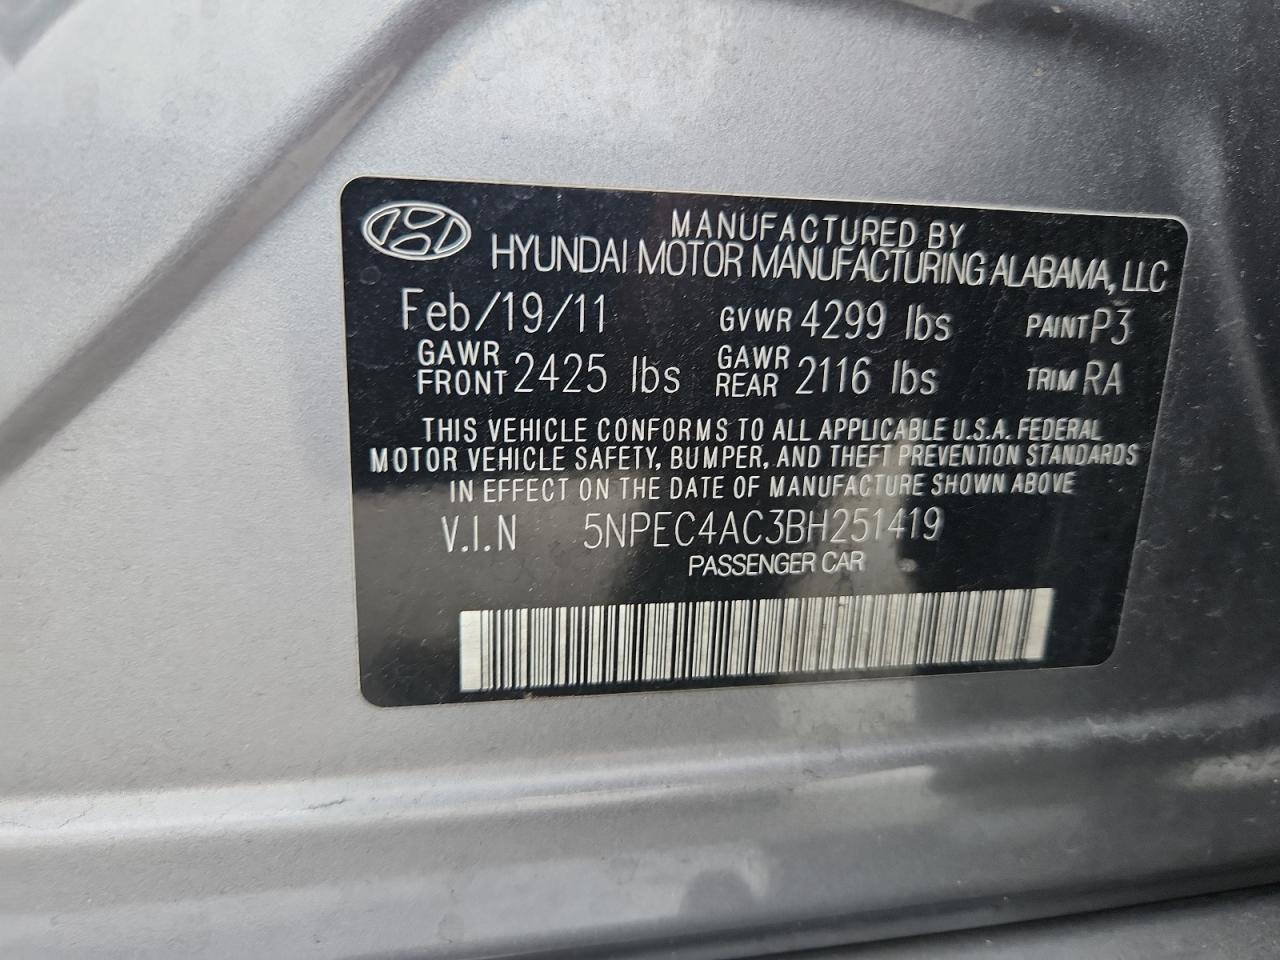 MANUFACTURED BY
HYUNDAI MOTOR MANUFACTURING ALABAMA, LLC
Feb/19/11 GVWR 4299 lbs PAINT P3
GAWR FRONT 2425 lbs GAWR REAR 2116 lbs TRIM RA
THIS VEHICLE CONFORMS TO ALL APPLICABLE U.S.A. FEDERAL
MOTOR VEHICLE SAFETY, BUMPER, AND THEFT PREVENTION STANDARDS
IN EFFECT ON THE DATE OF MANUFACTURE SHOWN ABOVE
V.I.N 5NPEC4AC3BH251419
PASSENGER CAR